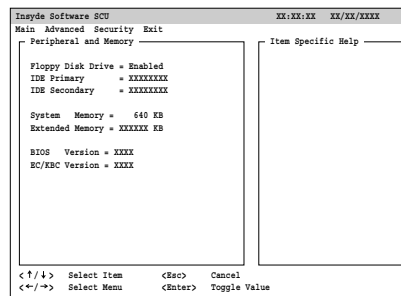 Insyde Software SCU XX:XX:XX XX/XX/XXXX
Main Advanced Security Exit
Peripheral and Memory
Item Specific Help
Floppy Disk Drive = Enabled
IDE Primary = XXXXXXXX
IDE Secondary = XXXXXXXX
System Memory = 640 KB
Extended Memory = XXXXXX KB
BIOS Version = XXXX
EC/KBC Version = XXXX
<↑/↓> Select Item <Esc> Cancel
<←/→> Select Menu <Enter> Toggle Value